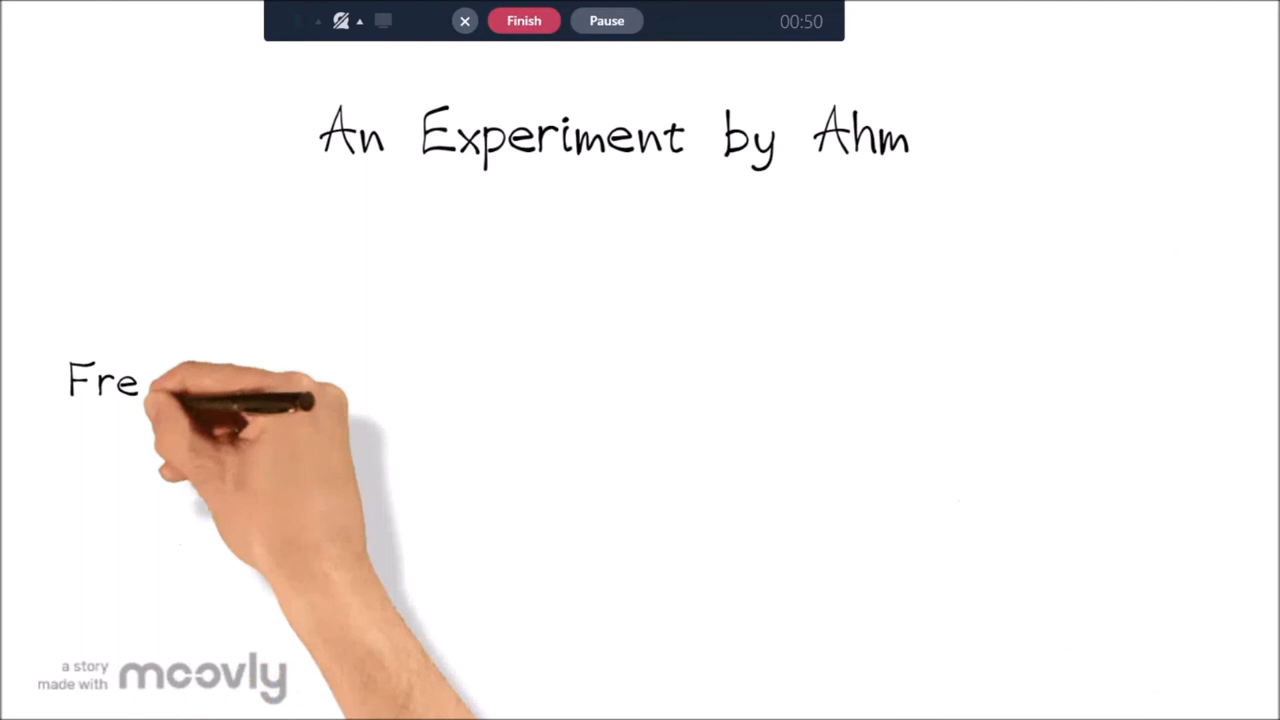 Finish Pause 00:50
An Experiment by Ahm
Fre
a story
made with moovly